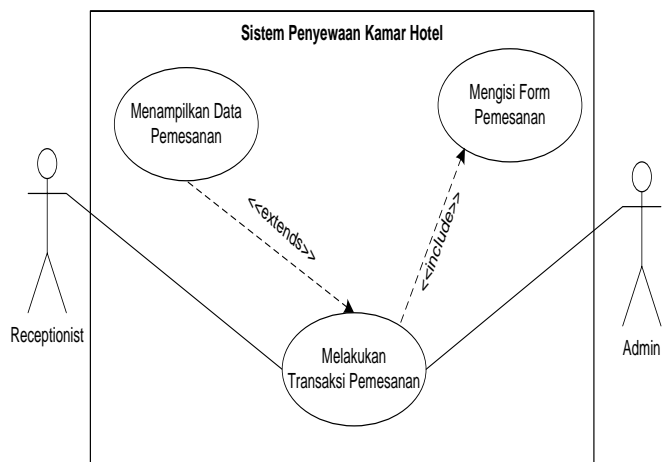 Sistem Penyewaan Kamar Hotel
Menampilkan Data
Pemesanan
Mengisi Form
Pemesanan
<<extends>>
<<include>>
Receptionist
Admin
Melakukan
Transaksi Pemesanan